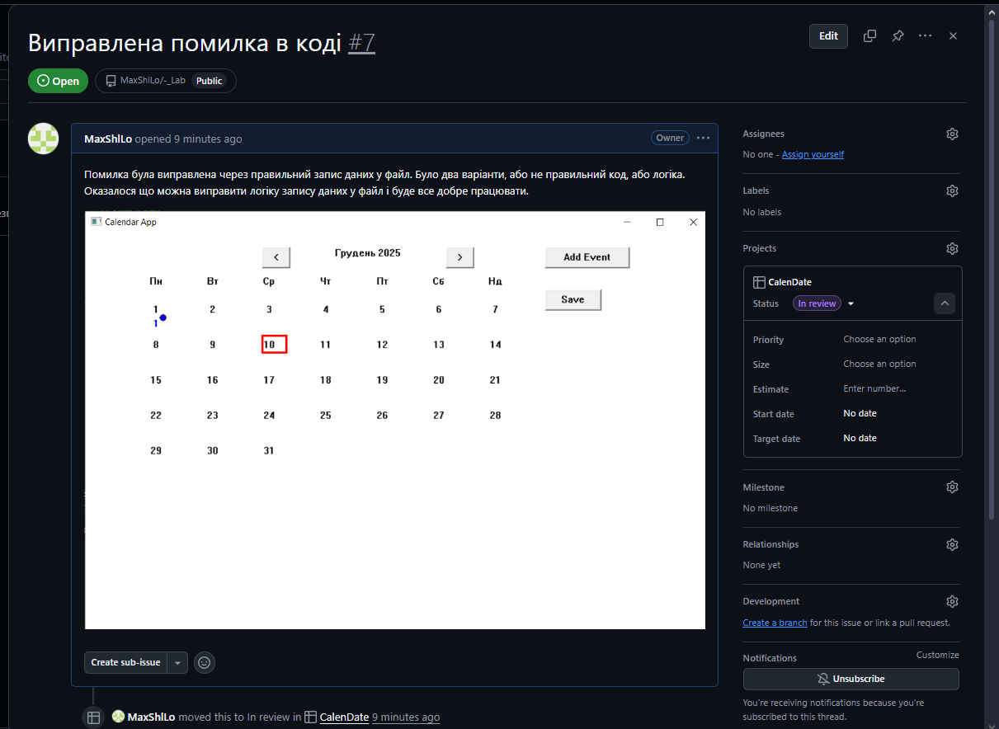 Виправлена помилка в коді #7
Edit
Open
MaxShlLo/-_Lab Public
MaxShlLo opened 9 minutes ago
Owner
Помилка була виправлена через правильний запис даних у файл. Було два варіанти, або не правильний код, або логіка.
Оказалося що можна виправити логіку запису даних у файл і буде все добре працювати.
Calendar App
< Грудень 2025 >
Add Event
Save
Пн Вт Ср Чт Пт Сб Нд
1 2 3 4 5 6 7
1
8 9 10 11 12 13 14
15 16 17 18 19 20 21
22 23 24 25 26 27 28
29 30 31
Create sub-issue
MaxShlLo moved this to In review in CalenDate 9 minutes ago
Assignees
No one - Assign yourself
Labels
No labels
Projects
CalenDate
Status In review
Priority Choose an option
Size Choose an option
Estimate Enter number...
Start date No date
Target date No date
Milestone
No milestone
Relationships
None yet
Development
Create a branch for this issue or link a pull request.
Notifications Customize
Unsubscribe
You're receiving notifications because you're
subscribed to this thread.